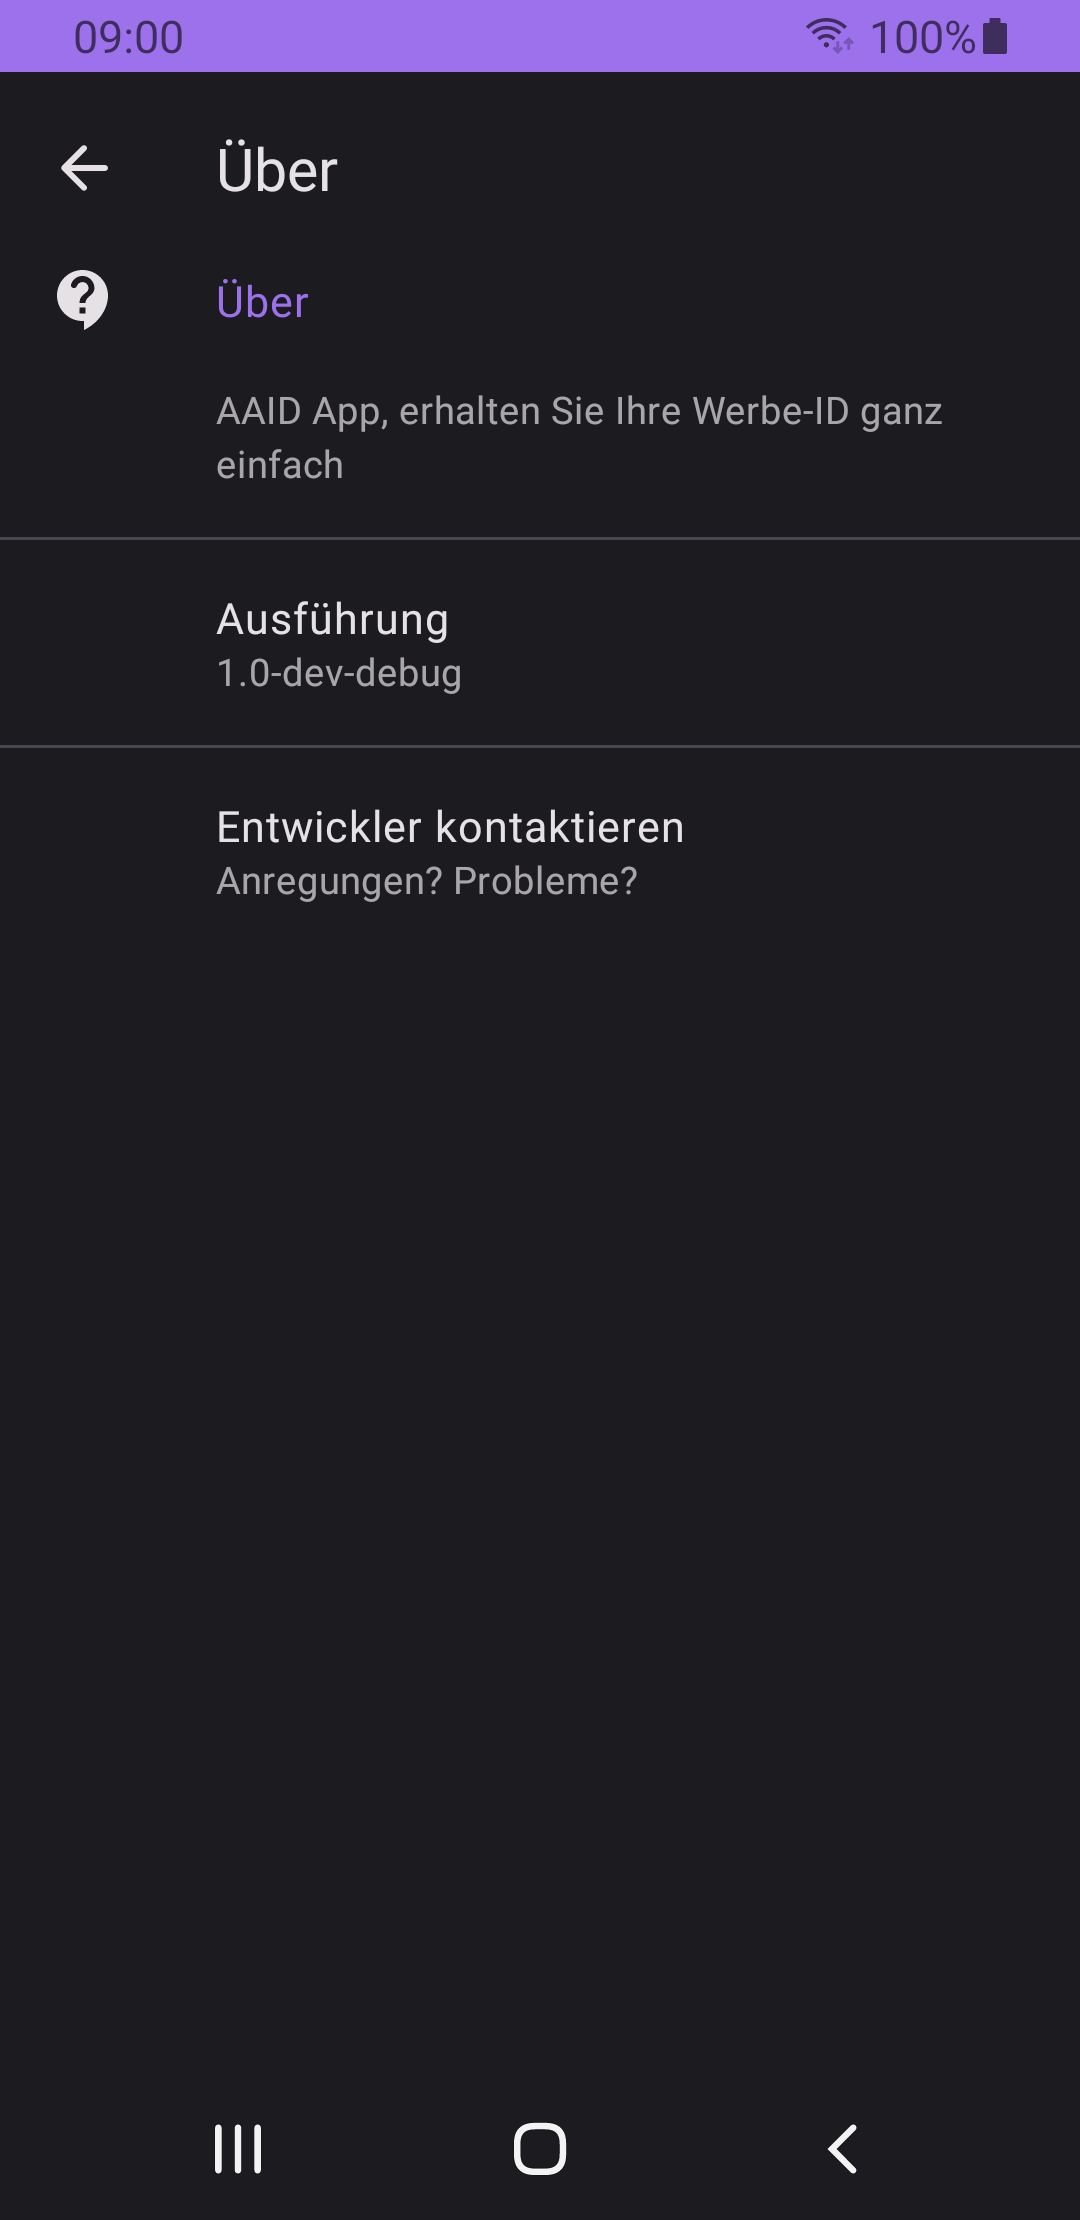 09:00
100%
Über
Über
AAID App, erhalten Sie Ihre Werbe-ID ganz
einfach
Ausführung
1.0-dev-debug
Entwickler kontaktieren
Anregungen? Probleme?